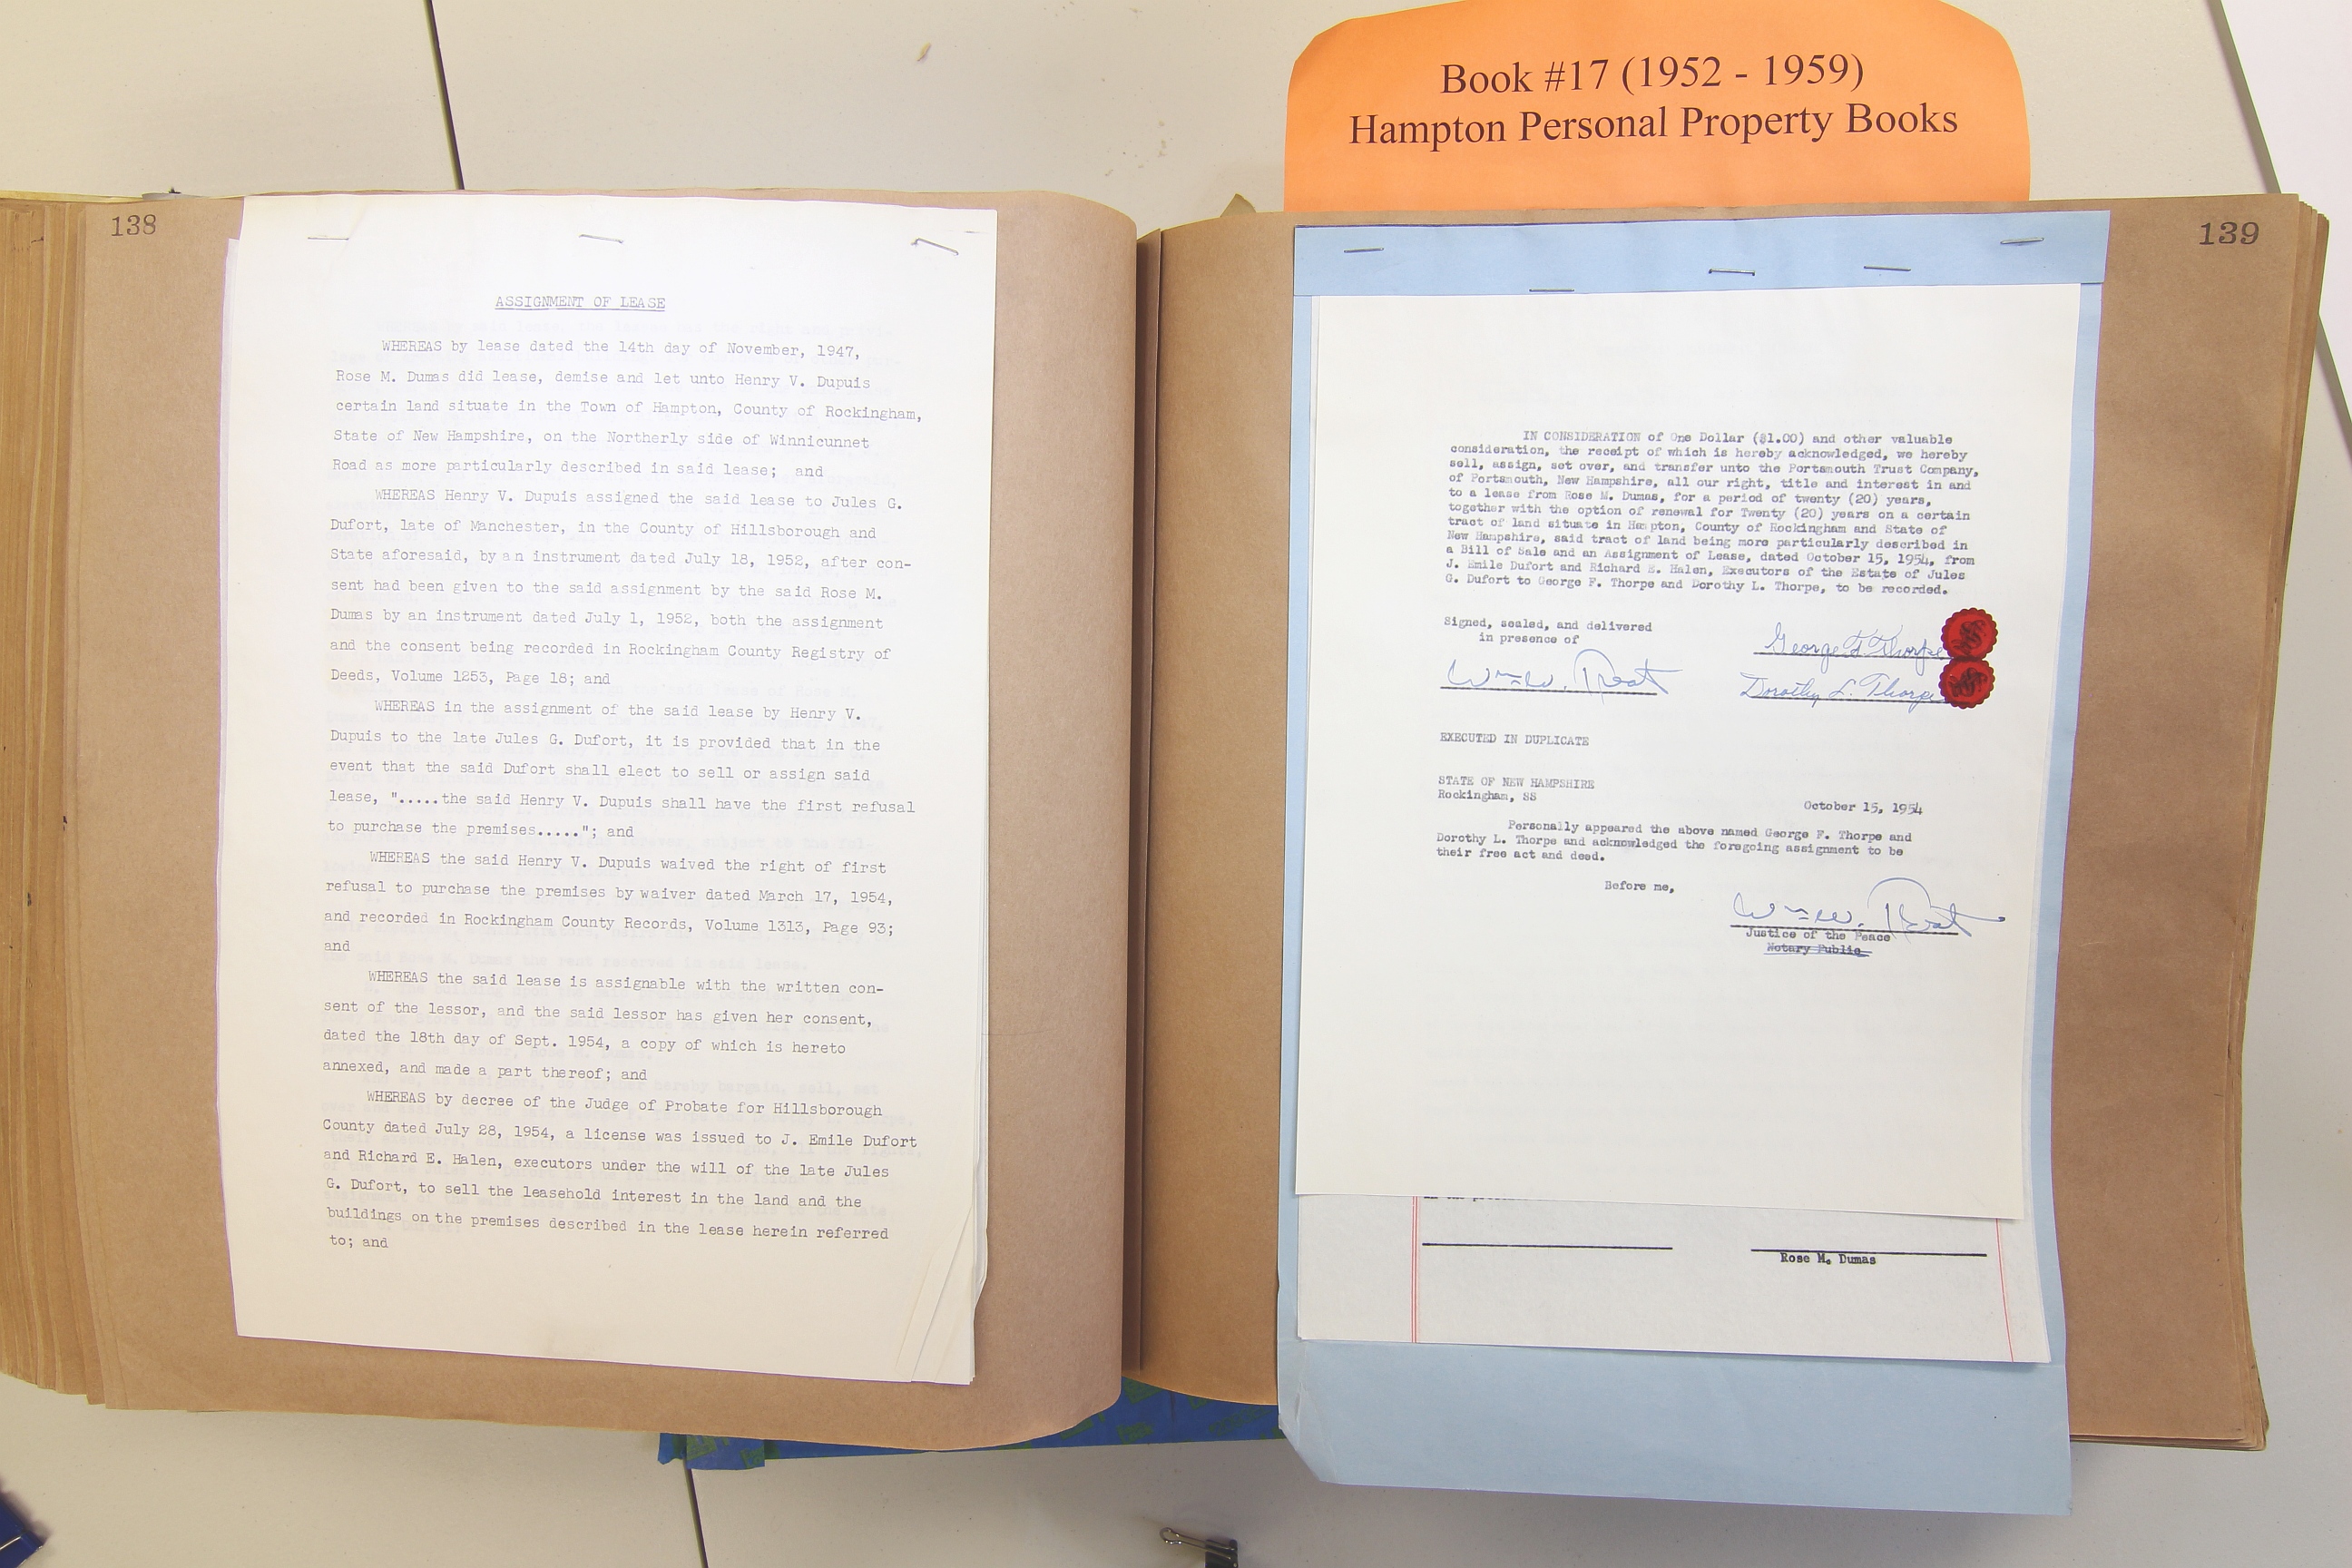 Book #17 (1952 - 1959)
Hampton Personal Property Books
138
ASSIGNMENT OF LEASE
WHEREAS by lease dated the 14th day of November, 1947,
Rose M. Dumas did lease, demise and let unto Henry V. Dupuis
certain land situate in the Town of Hampton, County of Rockingham,
State of New Hampshire, on the Northerly side of Winnicunnet
Road as more particularly described in said lease; and
WHEREAS Henry V. Dupuis assigned the said lease to Jules G.
Dufort, late of Manchester, in the County of Hillsborough and
State aforesaid, by an instrument dated July 18, 1952, after con-
sent had been given to the said assignment by the said Rose M.
Dumas by an instrument dated July 1, 1952, both the assignment
and the consent being recorded in Rockingham County Registry of
Deeds, Volume 1253, Page 18; and
WHEREAS in the assignment of the said lease by Henry V.
Dupuis to the late Jules G. Dufort, it is provided that in the
event that the said Dufort shall elect to sell or assign said
lease, ".....the said Henry V. Dupuis shall have the first refusal
to purchase the premises....."; and
WHEREAS the said Henry V. Dupuis waived the right of first
refusal to purchase the premises by waiver dated March 17, 1954,
and recorded in Rockingham County Records, Volume 1313, Page 93;
and
WHEREAS the said lease is assignable with the written con-
sent of the lessor, and the said lessor has given her consent,
dated the 18th day of Sept. 1954, a copy of which is hereto
annexed, and made a part thereof; and
WHEREAS by decree of the Judge of Probate for Hillsborough
County dated July 28, 1954, a license was issued to J. Emile Dufort
and Richard E. Halen, executors under the will of the late Jules
G. Dufort, to sell the leasehold interest in the land and the
buildings on the premises described in the lease herein referred
to; and
139
IN CONSIDERATION of One Dollar ($1.00) and other valuable
consideration, the receipt of which is hereby acknowledged, we hereby
sell, assign, set over, and transfer unto the Portsmouth Trust Company,
of Portsmouth, New Hampshire, all our right, title and interest in and
to a lease from Rose M. Dumas, for a period of twenty (20) years,
together with the option of renewal for Twenty (20) years on a certain
tract of land situate in Hampton, County of Rockingham and State of
New Hampshire, said tract of land being more particularly described in
a Bill of Sale and an Assignment of Lease, dated October 15, 1954, from
J. Emile Dufort and Richard E. Halen, Executors of the Estate of Jules
G. Dufort to George F. Thorpe and Dorothy L. Thorpe, to be recorded.
Signed, sealed, and delivered
in presence of
George F. Thorpe
Dorothy L. Thorpe
EXECUTED IN DUPLICATE
STATE OF NEW HAMPSHIRE
Rockingham, SS
October 15, 1954
Personally appeared the above named George F. Thorpe and
Dorothy L. Thorpe and acknowledged the foregoing assignment to be
their free act and deed.
Before me,
Justice of the Peace
Notary Public
Rose M. Dumas